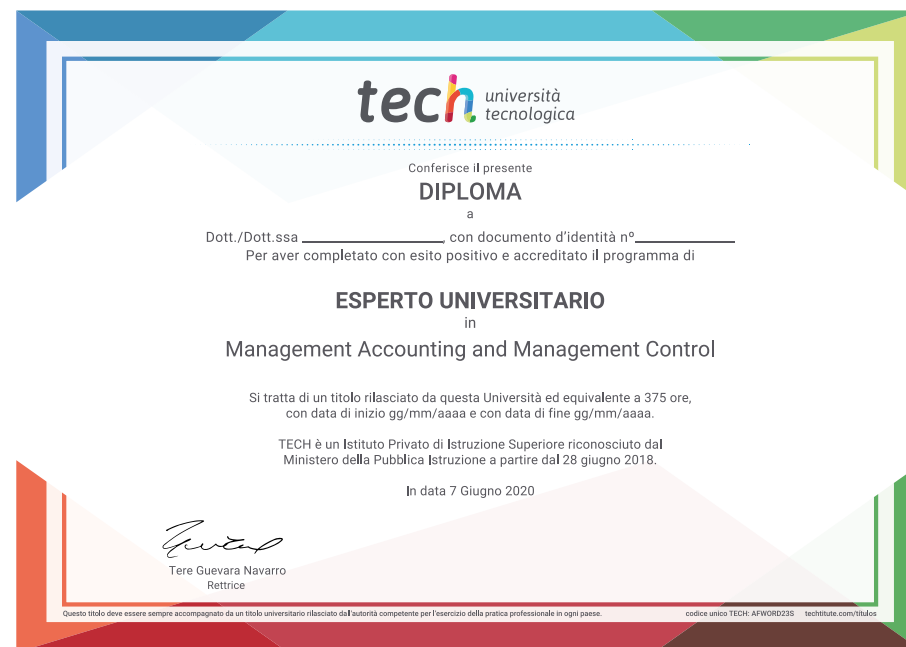 tech università
tecnologica
Conferisce il presente
DIPLOMA
a
Dott./Dott.ssa ____________, con documento d'identità nº____________
Per aver completato con esito positivo e accreditato il programma di
ESPERTO UNIVERSITARIO
in
Management Accounting and Management Control
Si tratta di un titolo rilasciato da questa Università ed equivalente a 375 ore,
con data di inizio gg/mm/aaaa e con data di fine gg/mm/aaaa.
TECH è un Istituto Privato di Istruzione Superiore riconosciuto dal
Ministero della Pubblica Istruzione a partire dal 28 giugno 2018.
In data 7 Giugno 2020
Tere Guevara Navarro
Rettrice
Questo titolo deve essere sempre accompagnato da un titolo universitario rilasciato dall'autorità competente per l'esercizio della pratica professionale in ogni paese. codice unico TECH: AFWORD23S techtitute.com/titulos